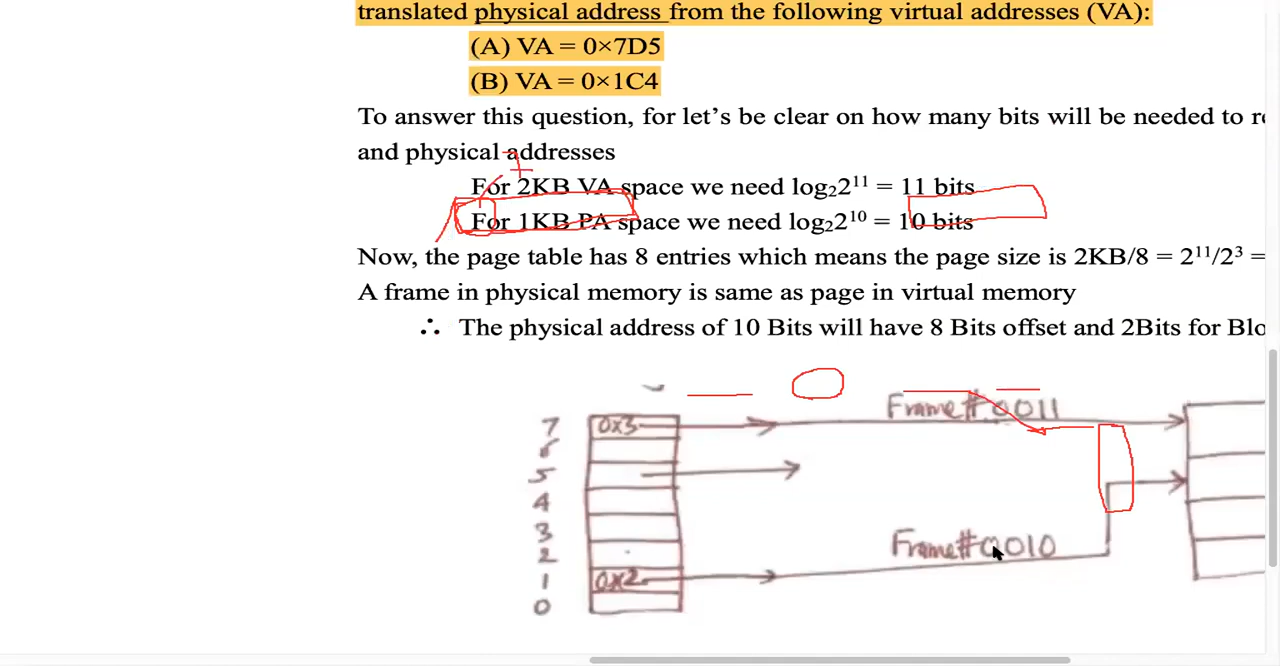 translated physical address from the following virtual addresses (VA):
(A) VA = 0×7D5
(B) VA = 0×1C4
To answer this question, for let's be clear on how many bits will be needed to re
and physical addresses
For 2KB VA space we need log₂2¹¹ = 11 bits
For 1KB PA space we need log₂2¹⁰ = 10 bits
Now, the page table has 8 entries which means the page size is 2KB/8 = 2¹¹/2³ =
A frame in physical memory is same as page in virtual memory
∴ The physical address of 10 Bits will have 8 Bits offset and 2Bits for Blo
Frame# 0011
7 0x3
6
5
4
3
2
Frame# 0010
1 0x2
0